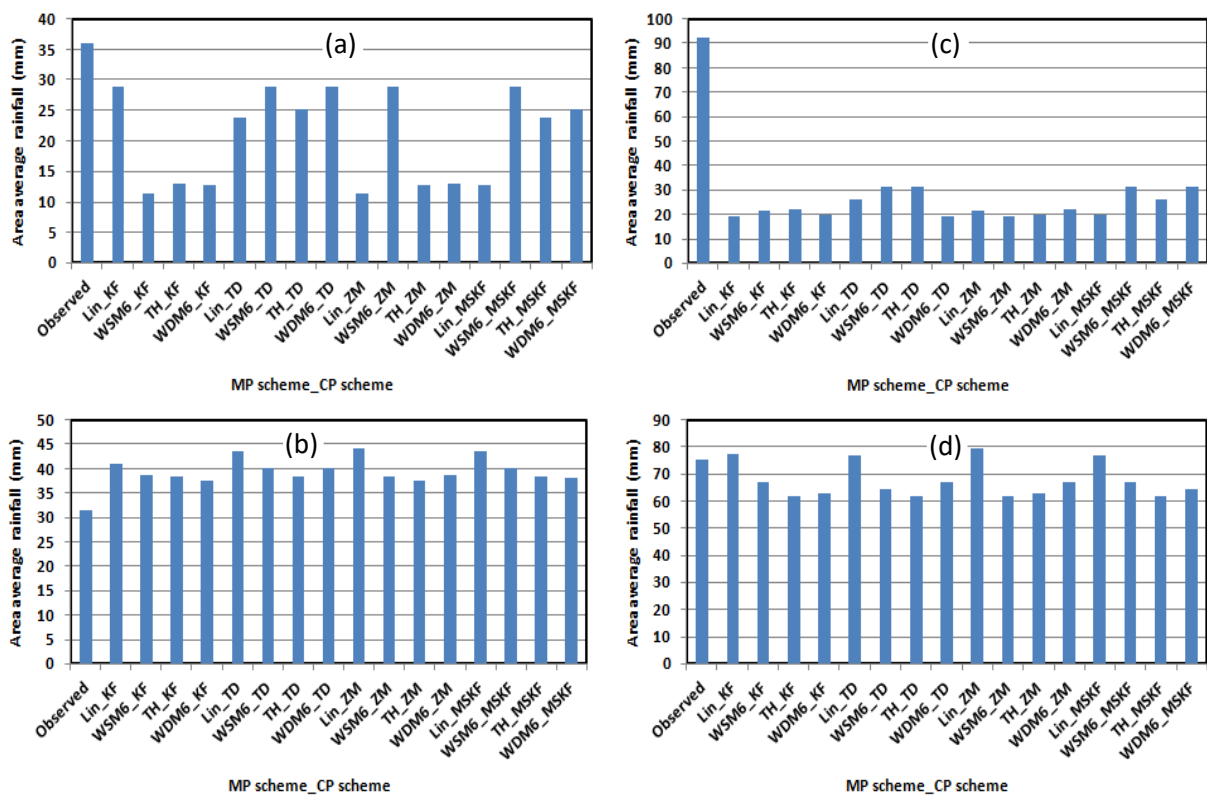 (a)
Area average rainfall (mm)
40
35
30
25
20
15
10
5
0
Observed
Lin_KF
WSM6_KF
TH_KF
WDM6_KF
Lin_TD
WSM6_TD
TH_TD
WDM6_TD
Lin_ZM
WSM6_ZM
TH_ZM
WDM6_ZM
Lin_MSKF
WSM6_MSKF
TH_MSKF
WDM6_MSKF
MP scheme_CP scheme
(c)
Area average rainfall (mm)
100
90
80
70
60
50
40
30
20
10
0
Observed
Lin_KF
WSM6_KF
TH_KF
WDM6_KF
Lin_TD
WSM6_TD
TH_TD
WDM6_TD
Lin_ZM
WSM6_ZM
TH_ZM
WDM6_ZM
Lin_MSKF
WSM6_MSKF
TH_MSKF
WDM6_MSKF
MP scheme_CP scheme
(b)
Area average rainfall (mm)
50
45
40
35
30
25
20
15
10
5
0
Observed
Lin_KF
WSM6_KF
TH_KF
WDM6_KF
Lin_TD
WSM6_TD
TH_TD
WDM6_TD
Lin_ZM
WSM6_ZM
TH_ZM
WDM6_ZM
Lin_MSKF
WSM6_MSKF
TH_MSKF
WDM6_MSKF
MP scheme_CP scheme
(d)
Area average rainfall (mm)
90
80
70
60
50
40
30
20
10
0
Observed
Lin_KF
WSM6_KF
TH_KF
WDM6_KF
Lin_TD
WSM6_TD
TH_TD
WDM6_TD
Lin_ZM
WSM6_ZM
TH_ZM
WDM6_ZM
Lin_MSKF
WSM6_MSKF
TH_MSKF
WDM6_MSKF
MP scheme_CP scheme